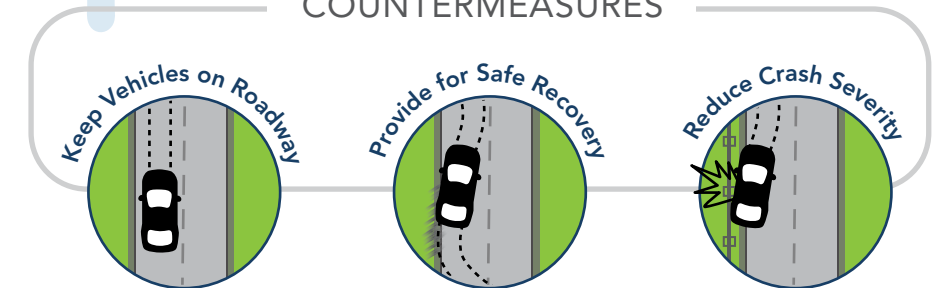 COUNTERMEASURES
Keep Vehicles on Roadway
Provide for Safe Recovery
Reduce Crash Severity